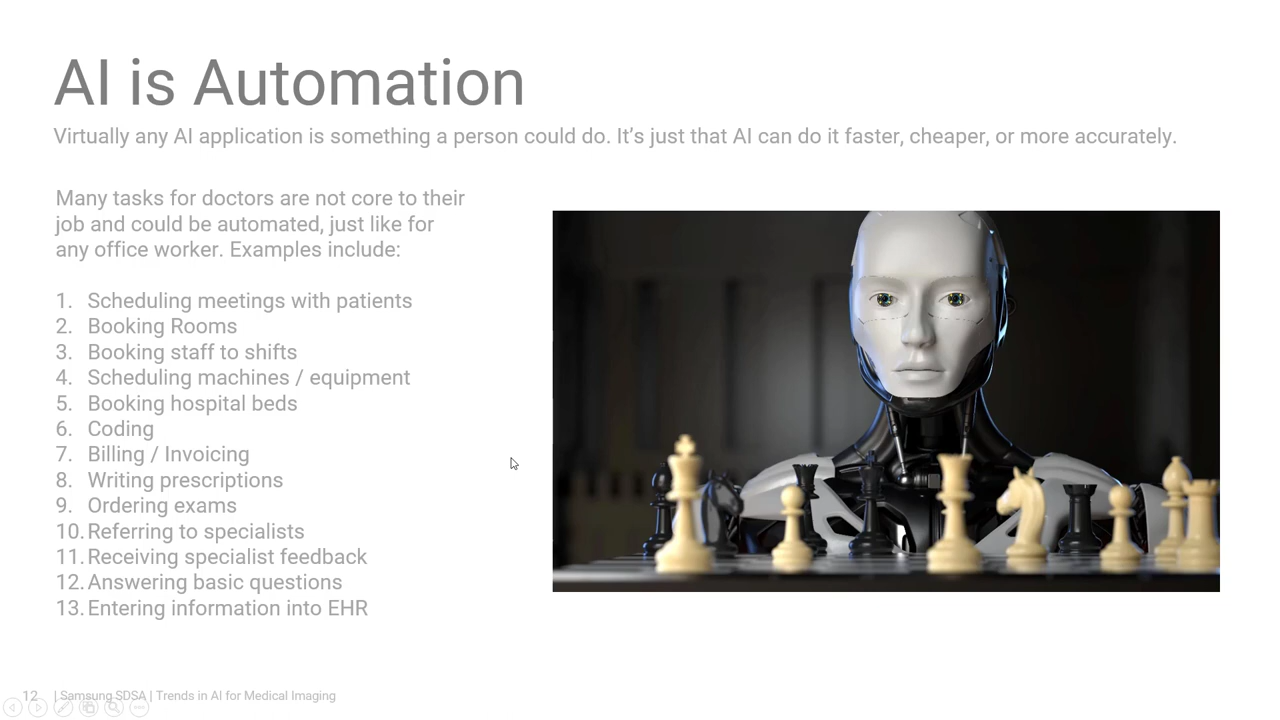 AI is Automation
Virtually any AI application is something a person could do. It’s just that AI can do it faster, cheaper, or more accurately.
Many tasks for doctors are not core to their
job and could be automated, just like for
any office worker. Examples include:
1. Scheduling meetings with patients
2. Booking Rooms
3. Booking staff to shifts
4. Scheduling machines / equipment
5. Booking hospital beds
6. Coding
7. Billing / Invoicing
8. Writing prescriptions
9. Ordering exams
10. Referring to specialists
11. Receiving specialist feedback
12. Answering basic questions
13. Entering information into EHR
12 | Samsung SDSA | Trends in AI for Medical Imaging